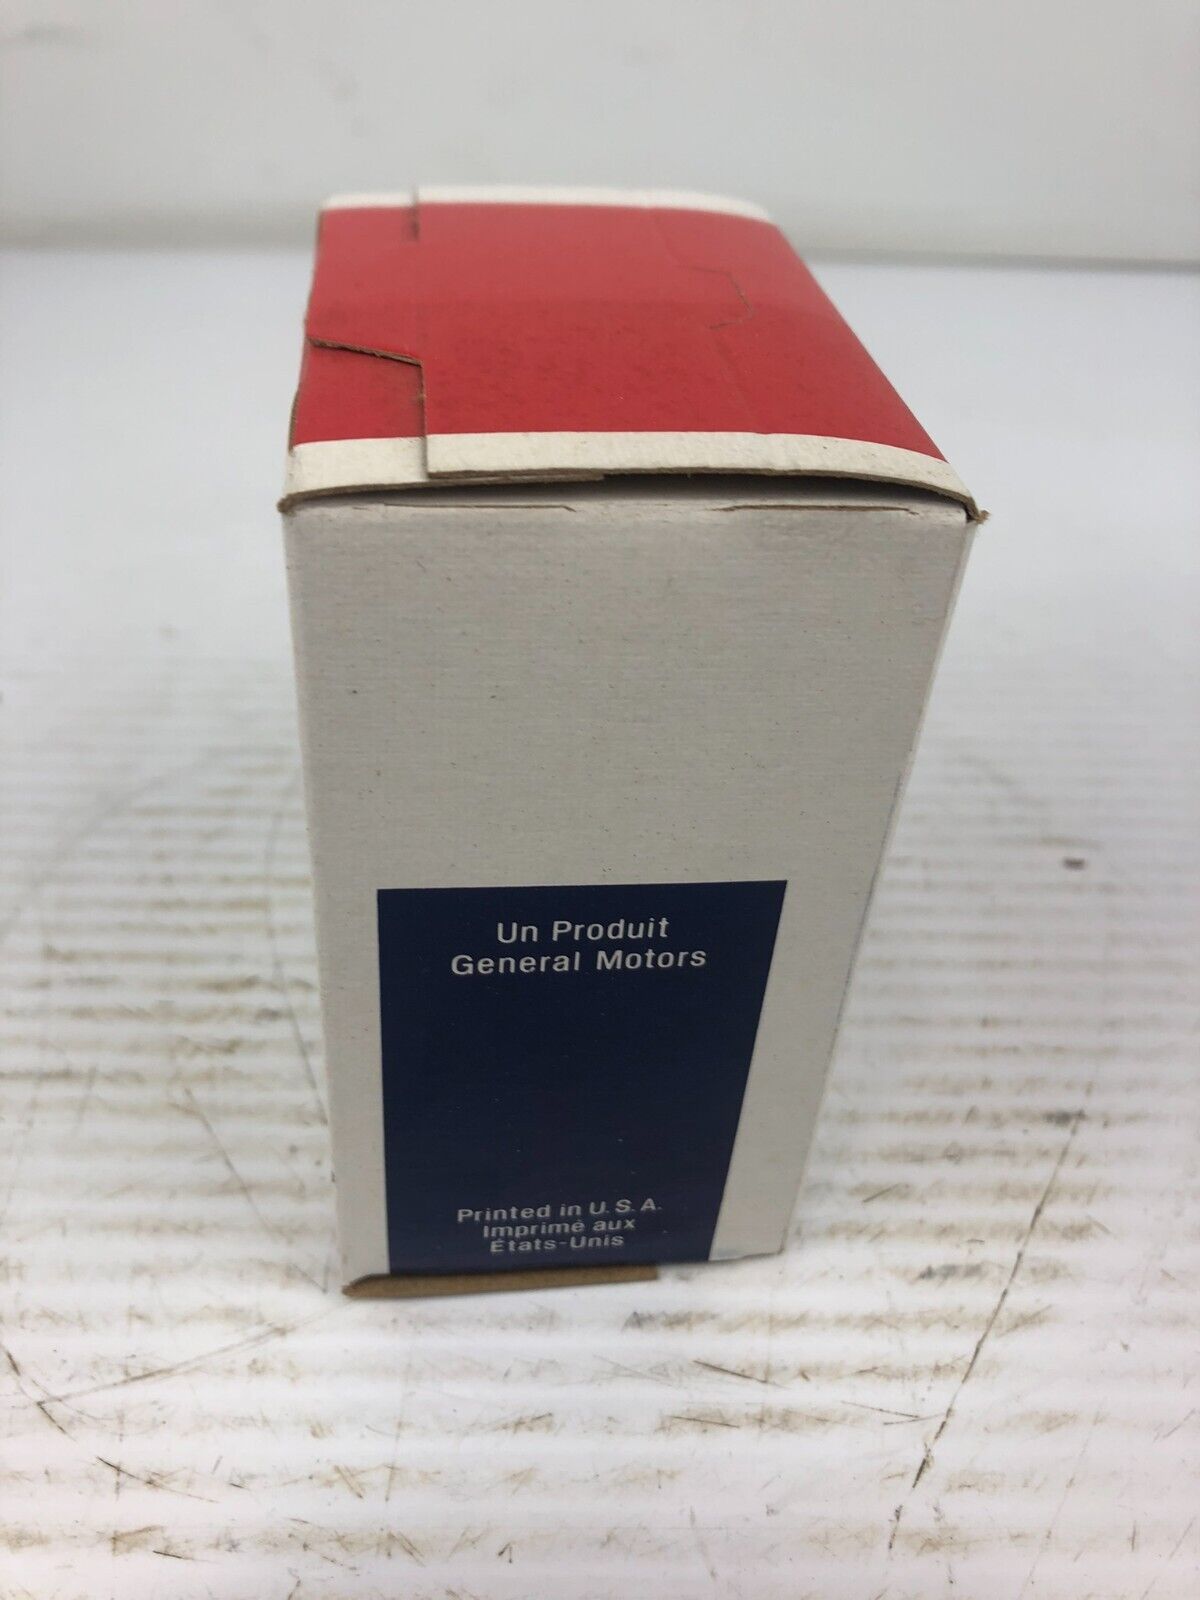 Un Produit
General Motors
Printed in U.S.A.
Imprimé aux
États-Unis